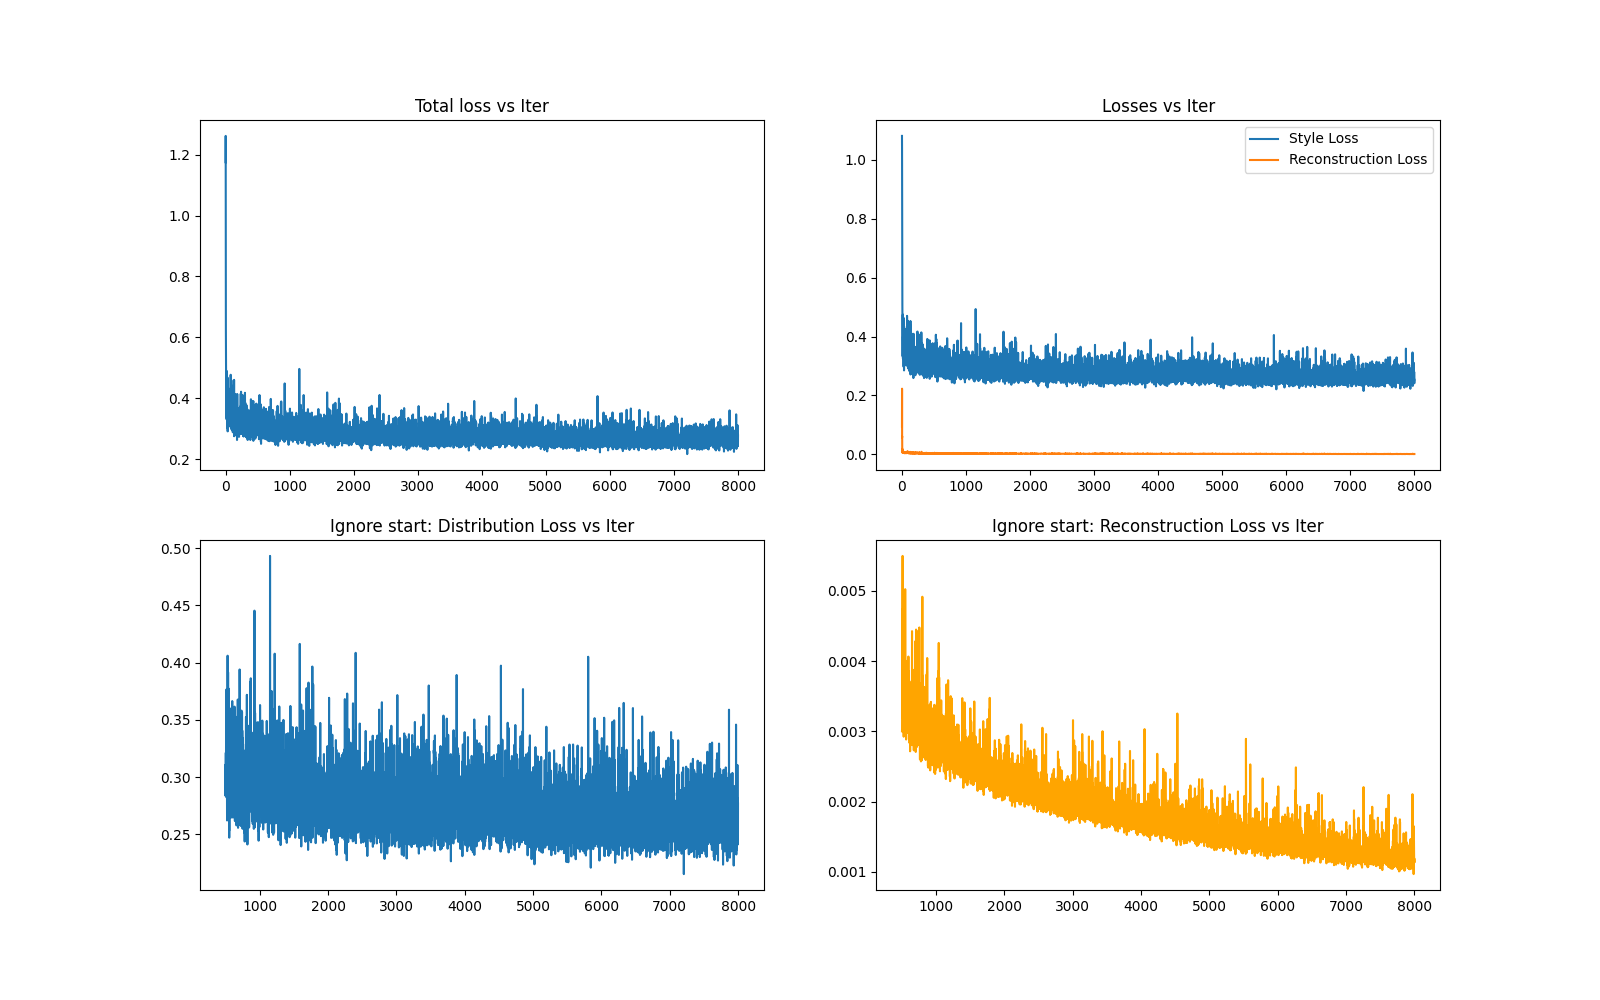 Total loss vs Iter
1.2
1.0
0.8
0.6
0.4
0.2
0 1000 2000 3000 4000 5000 6000 7000 8000
Losses vs Iter
Style Loss
Reconstruction Loss
1.0
0.8
0.6
0.4
0.2
0.0
0 1000 2000 3000 4000 5000 6000 7000 8000
Ignore start: Distribution Loss vs Iter
0.50
0.45
0.40
0.35
0.30
0.25
1000 2000 3000 4000 5000 6000 7000 8000
Ignore start: Reconstruction Loss vs Iter
0.005
0.004
0.003
0.002
0.001
1000 2000 3000 4000 5000 6000 7000 8000